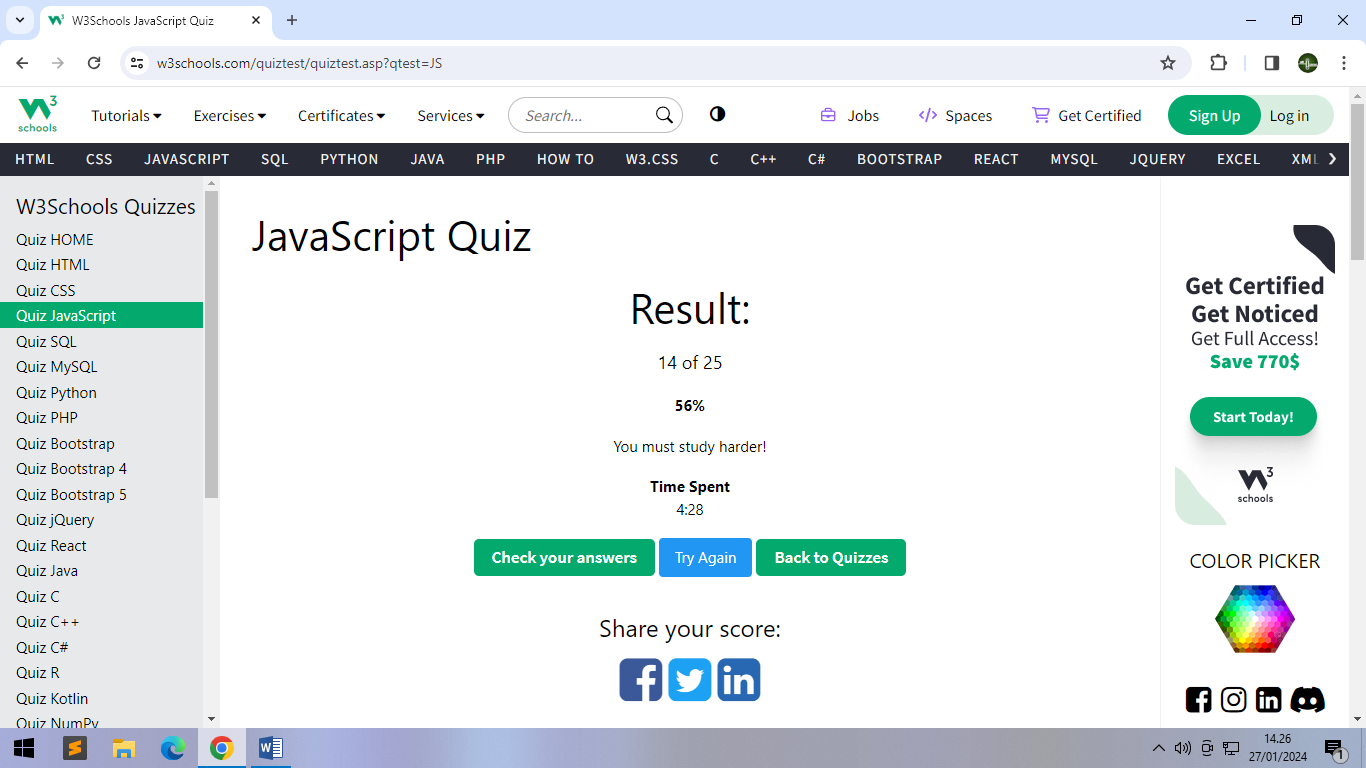 W3Schools JavaScript Quiz
w3schools.com/quiztest/quiztest.asp?qtest=JS
W3 schools
Tutorials
Exercises
Certificates
Services
Search...
Jobs
Spaces
Get Certified
Sign Up
Log in
HTML CSS JAVASCRIPT SQL PYTHON JAVA PHP HOW TO W3.CSS C C++ C# BOOTSTRAP REACT MYSQL JQUERY EXCEL XML
W3Schools Quizzes
Quiz HOME
Quiz HTML
Quiz CSS
Quiz JavaScript
Quiz SQL
Quiz MySQL
Quiz Python
Quiz PHP
Quiz Bootstrap
Quiz Bootstrap 4
Quiz Bootstrap 5
Quiz jQuery
Quiz React
Quiz Java
Quiz C
Quiz C++
Quiz C#
Quiz R
Quiz Kotlin
Quiz NumPy
JavaScript Quiz
Result:
14 of 25
56%
You must study harder!
Time Spent
4:28
Check your answers
Try Again
Back to Quizzes
Share your score:
Get Certified
Get Noticed
Get Full Access!
Save 770$
Start Today!
W3
schools
COLOR PICKER
14.26
27/01/2024
1